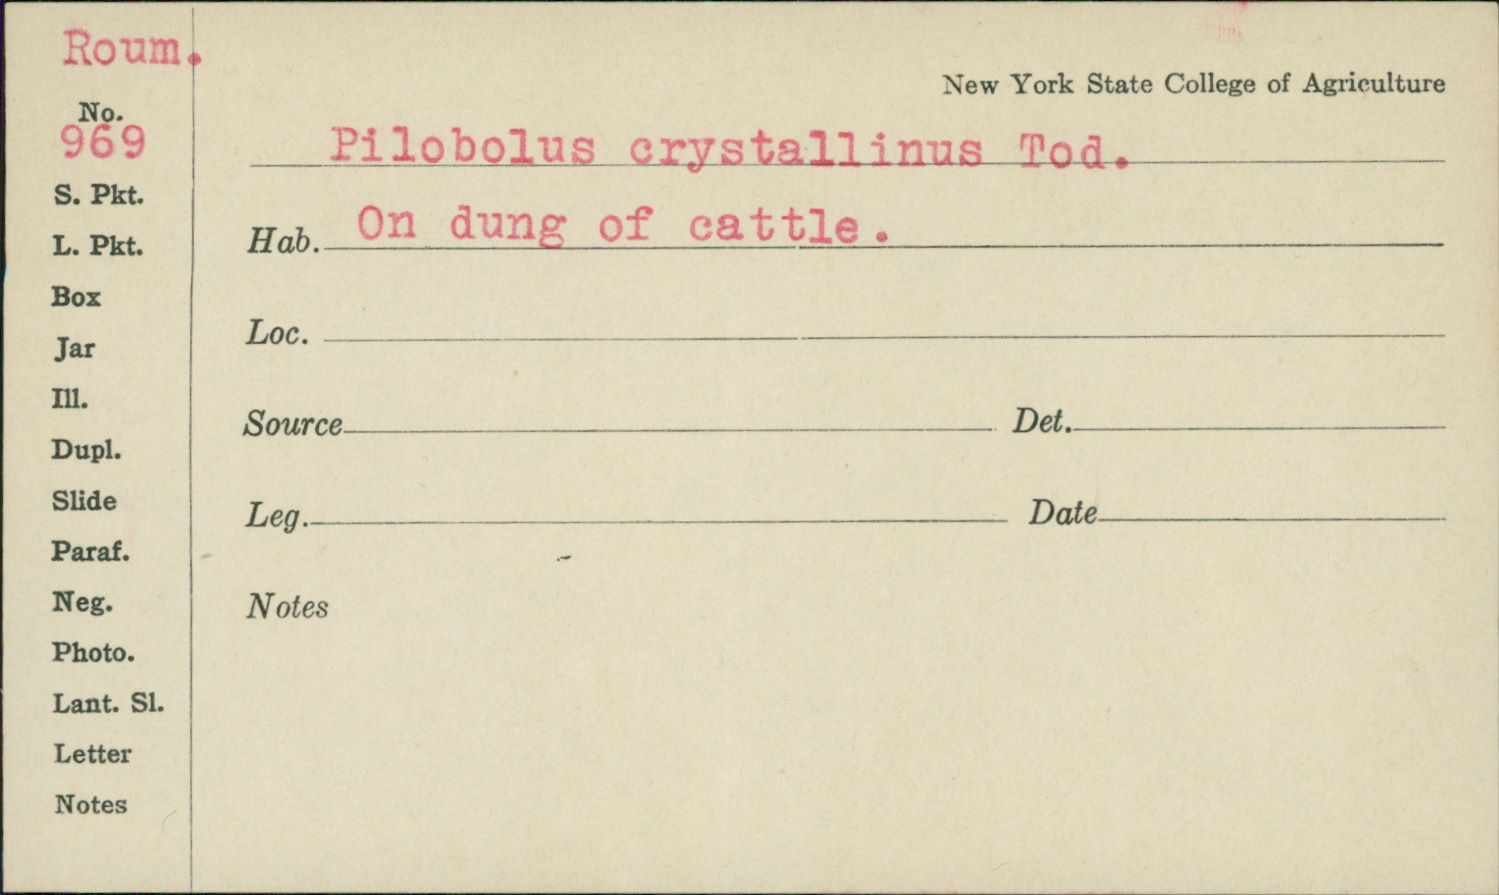 Roum.
New York State College of Agriculture
No.
969
Pilobolus crystallinus Tod.
S. Pkt.
Hab. On dung of cattle.
L. Pkt.
Box
Loc.
Jar
Ill.
Source Det.
Dupl.
Slide
Leg. Date
Paraf.
Neg.
Notes
Photo.
Lant. Sl.
Letter
Notes